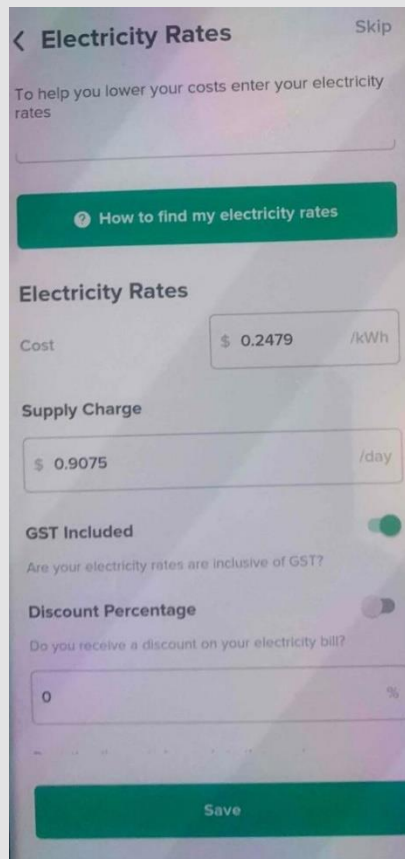 Electricity Rates
Skip
To help you lower your costs enter your electricity
rates
How to find my electricity rates
Electricity Rates
Cost
$ 0.2479 /kWh
Supply Charge
$ 0.9075 /day
GST Included
Are your electricity rates are inclusive of GST?
Discount Percentage
Do you receive a discount on your electricity bill?
0 %
Save